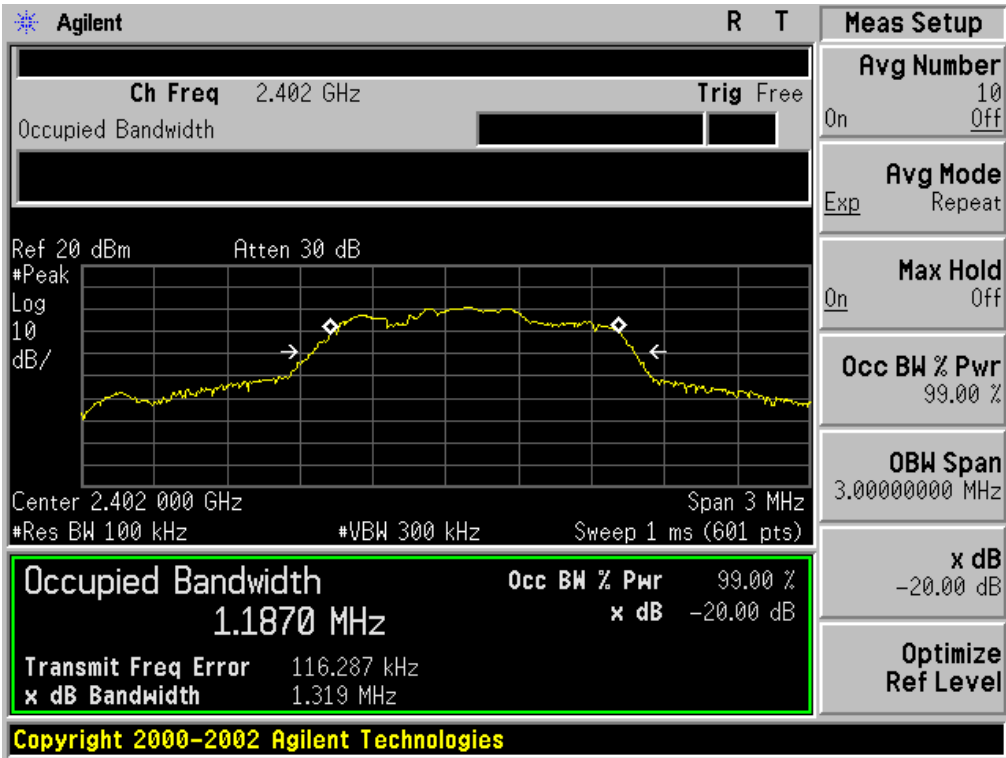 Agilent R T
Ch Freq 2.402 GHz Trig Free
Occupied Bandwidth
Ref 20 dBm Atten 30 dB
#Peak
Log
10
dB/
Center 2.402 000 GHz Span 3 MHz
#Res BW 100 kHz #VBW 300 kHz Sweep 1 ms (601 pts)
Occupied Bandwidth
1.1870 MHz
Occ BW % Pwr 99.00 %
x dB -20.00 dB
Transmit Freq Error 116.287 kHz
x dB Bandwidth 1.319 MHz
Copyright 2000-2002 Agilent Technologies
Meas Setup
Avg Number
10
On Off
Avg Mode
Exp Repeat
Max Hold
On Off
Occ BW % Pwr
99.00 %
OBW Span
3.00000000 MHz
x dB
-20.00 dB
Optimize
Ref Level